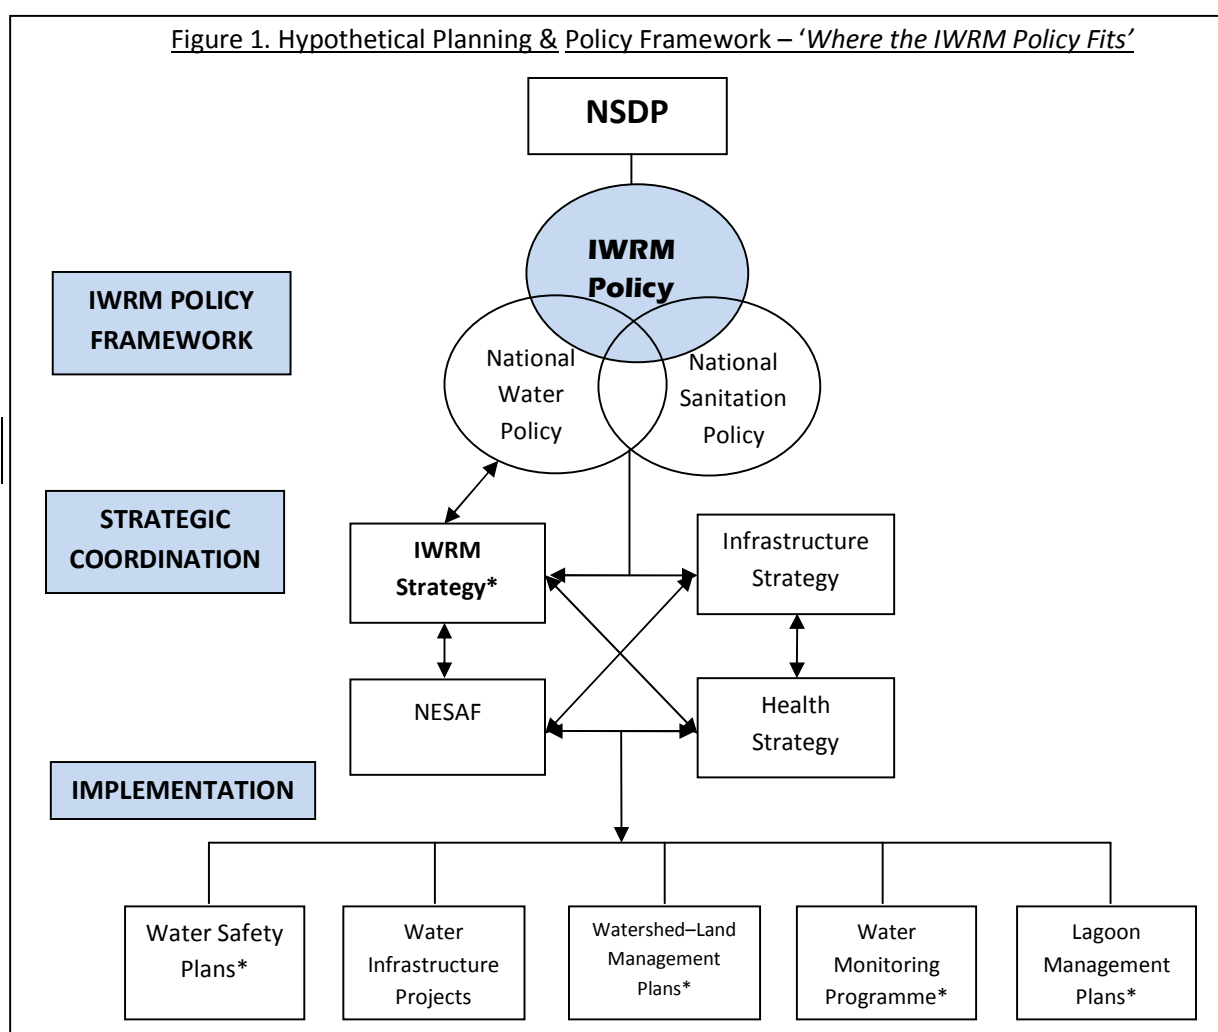 Figure 1. Hypothetical Planning & Policy Framework – ‘Where the IWRM Policy Fits’
NSDP
IWRM
Policy
IWRM POLICY
FRAMEWORK
National
Water
Policy
National
Sanitation
Policy
STRATEGIC
COORDINATION
IWRM
Strategy*
Infrastructure
Strategy
NESAF
Health
Strategy
IMPLEMENTATION
Water Safety
Plans*
Water
Infrastructure
Projects
Watershed–Land
Management
Plans*
Water
Monitoring
Programme*
Lagoon
Management
Plans*